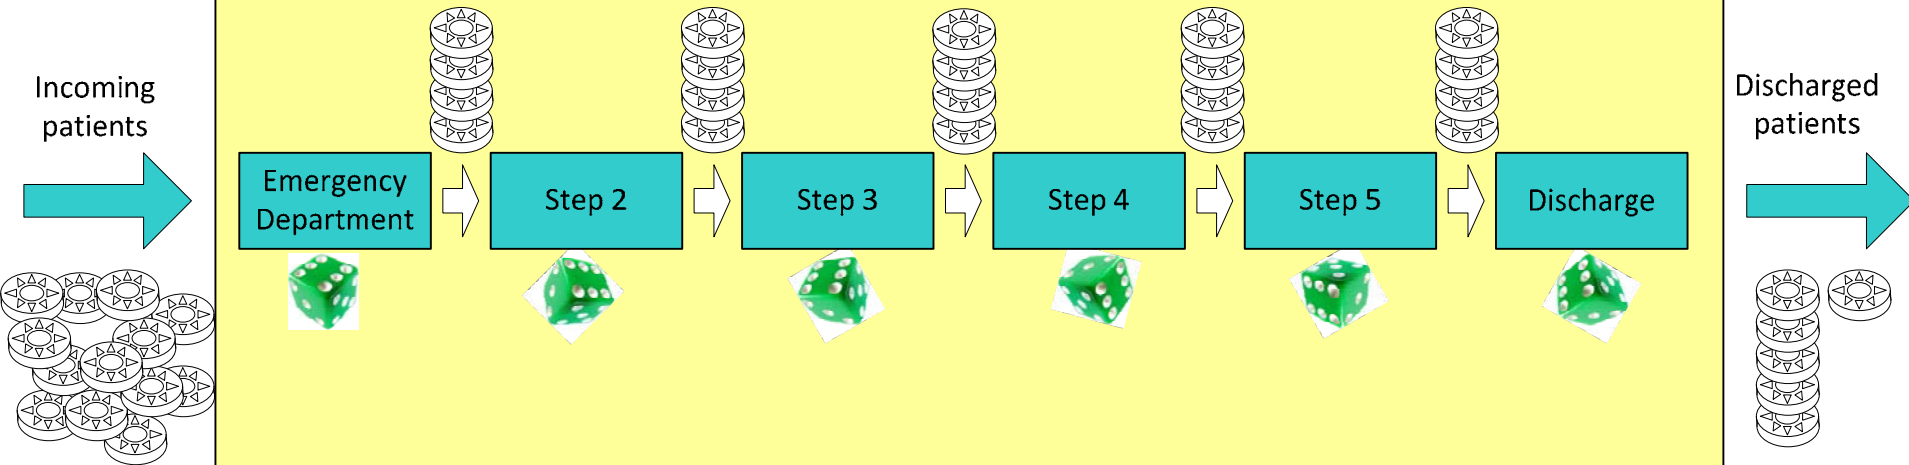 Incoming
patients
Emergency
Department
Step 2
Step 3
Step 4
Step 5
Discharge
Discharged
patients